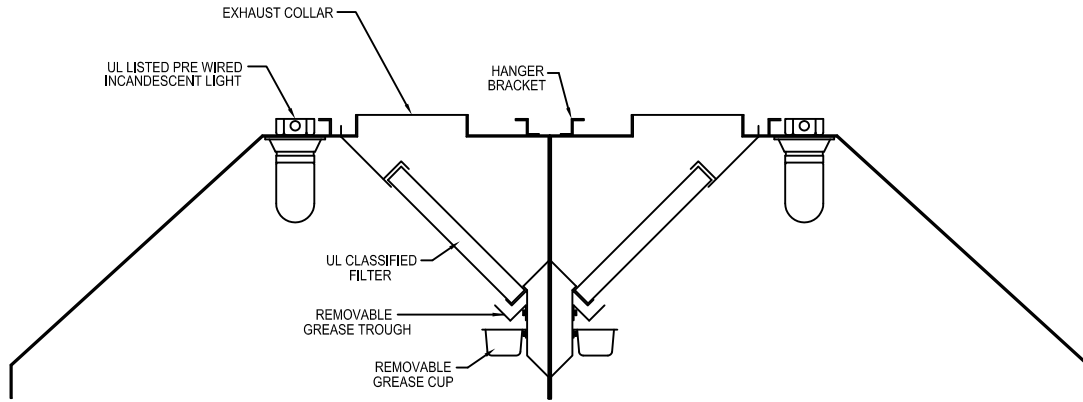 EXHAUST COLLAR
UL LISTED PRE WIRED
INCANDESCENT LIGHT
HANGER
BRACKET
UL CLASSIFIED
FILTER
REMOVABLE
GREASE TROUGH
REMOVABLE
GREASE CUP